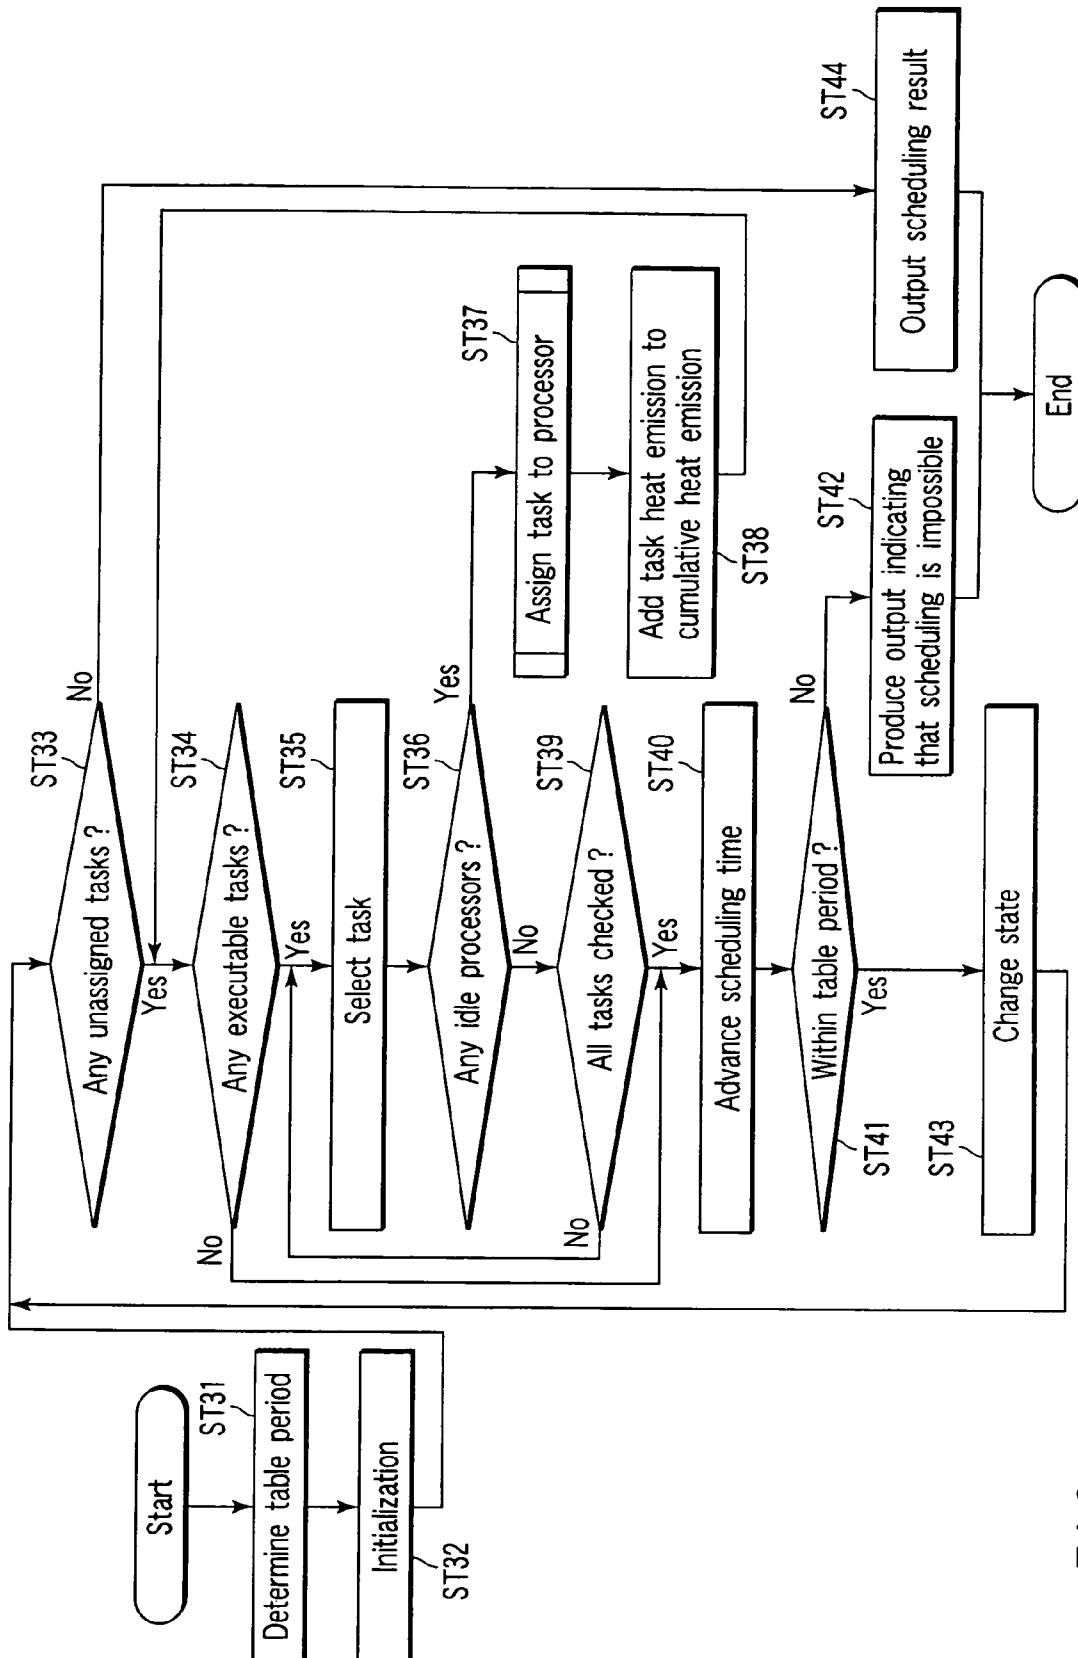 Start
ST31
Determine table period
Initialization
ST32
ST33
Any unassigned tasks ?
No
Yes
ST34
Any executable tasks ?
No
Yes
ST35
Select task
ST36
Any idle processors ?
Yes
No
ST37
Assign task to processor
Add task heat emission to
cumulative heat emission
ST38
ST39
All tasks checked ?
No
Yes
ST40
Advance scheduling time
Within table period ?
ST41
No
Yes
ST42
Produce output indicating
that scheduling is impossible
ST43
Change state
ST44
Output scheduling result
End